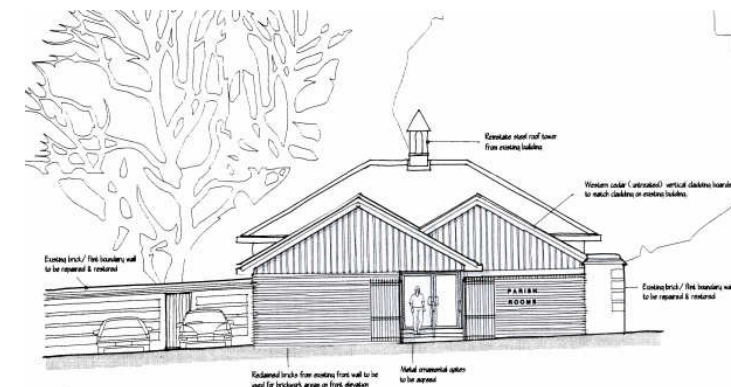 Reinstate steel roof tower
from existing building
Western cedar (untreated) vertical cladding boards
to match cladding on existing building.
Existing brick/ flint boundary wall
to be repaired & restored
PARISH
ROOMS
Existing brick/ flint boundary wa
to be repaired & restored
Reclaimed bricks from existing front wall to be
used for brickwork areas on front elevation
Metal ornamental gates
to be agreed